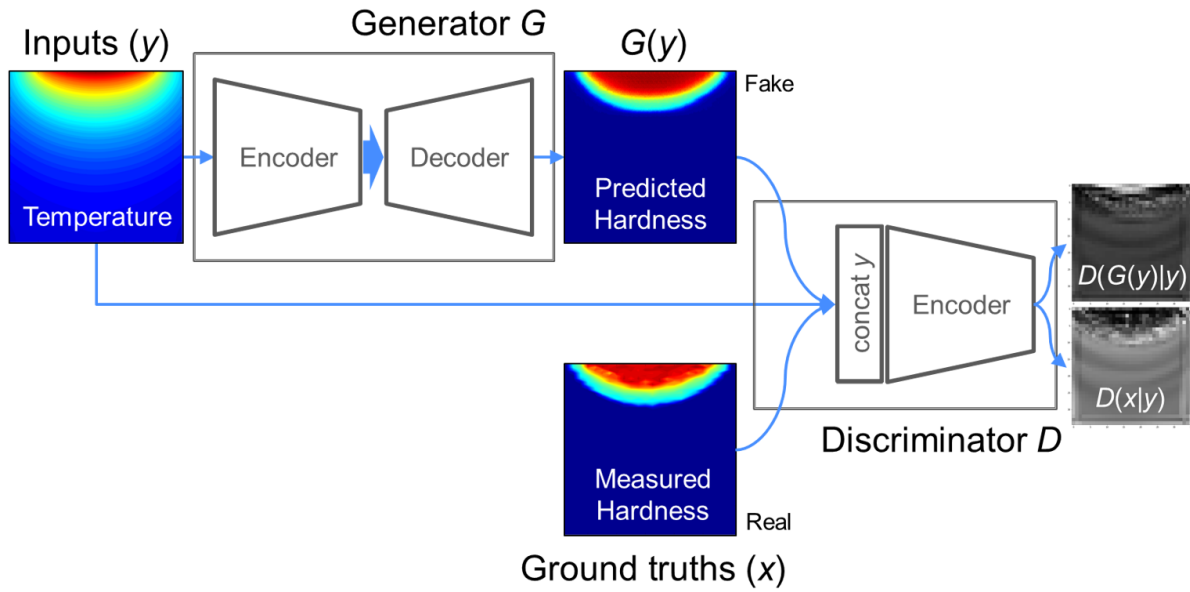 Generator G
Inputs (y)
G(y)
Fake
Encoder
Decoder
Temperature
Predicted
Hardness
concat y
Encoder
D(G(y)|y)
D(x|y)
Discriminator D
Measured
Hardness
Real
Ground truths (x)